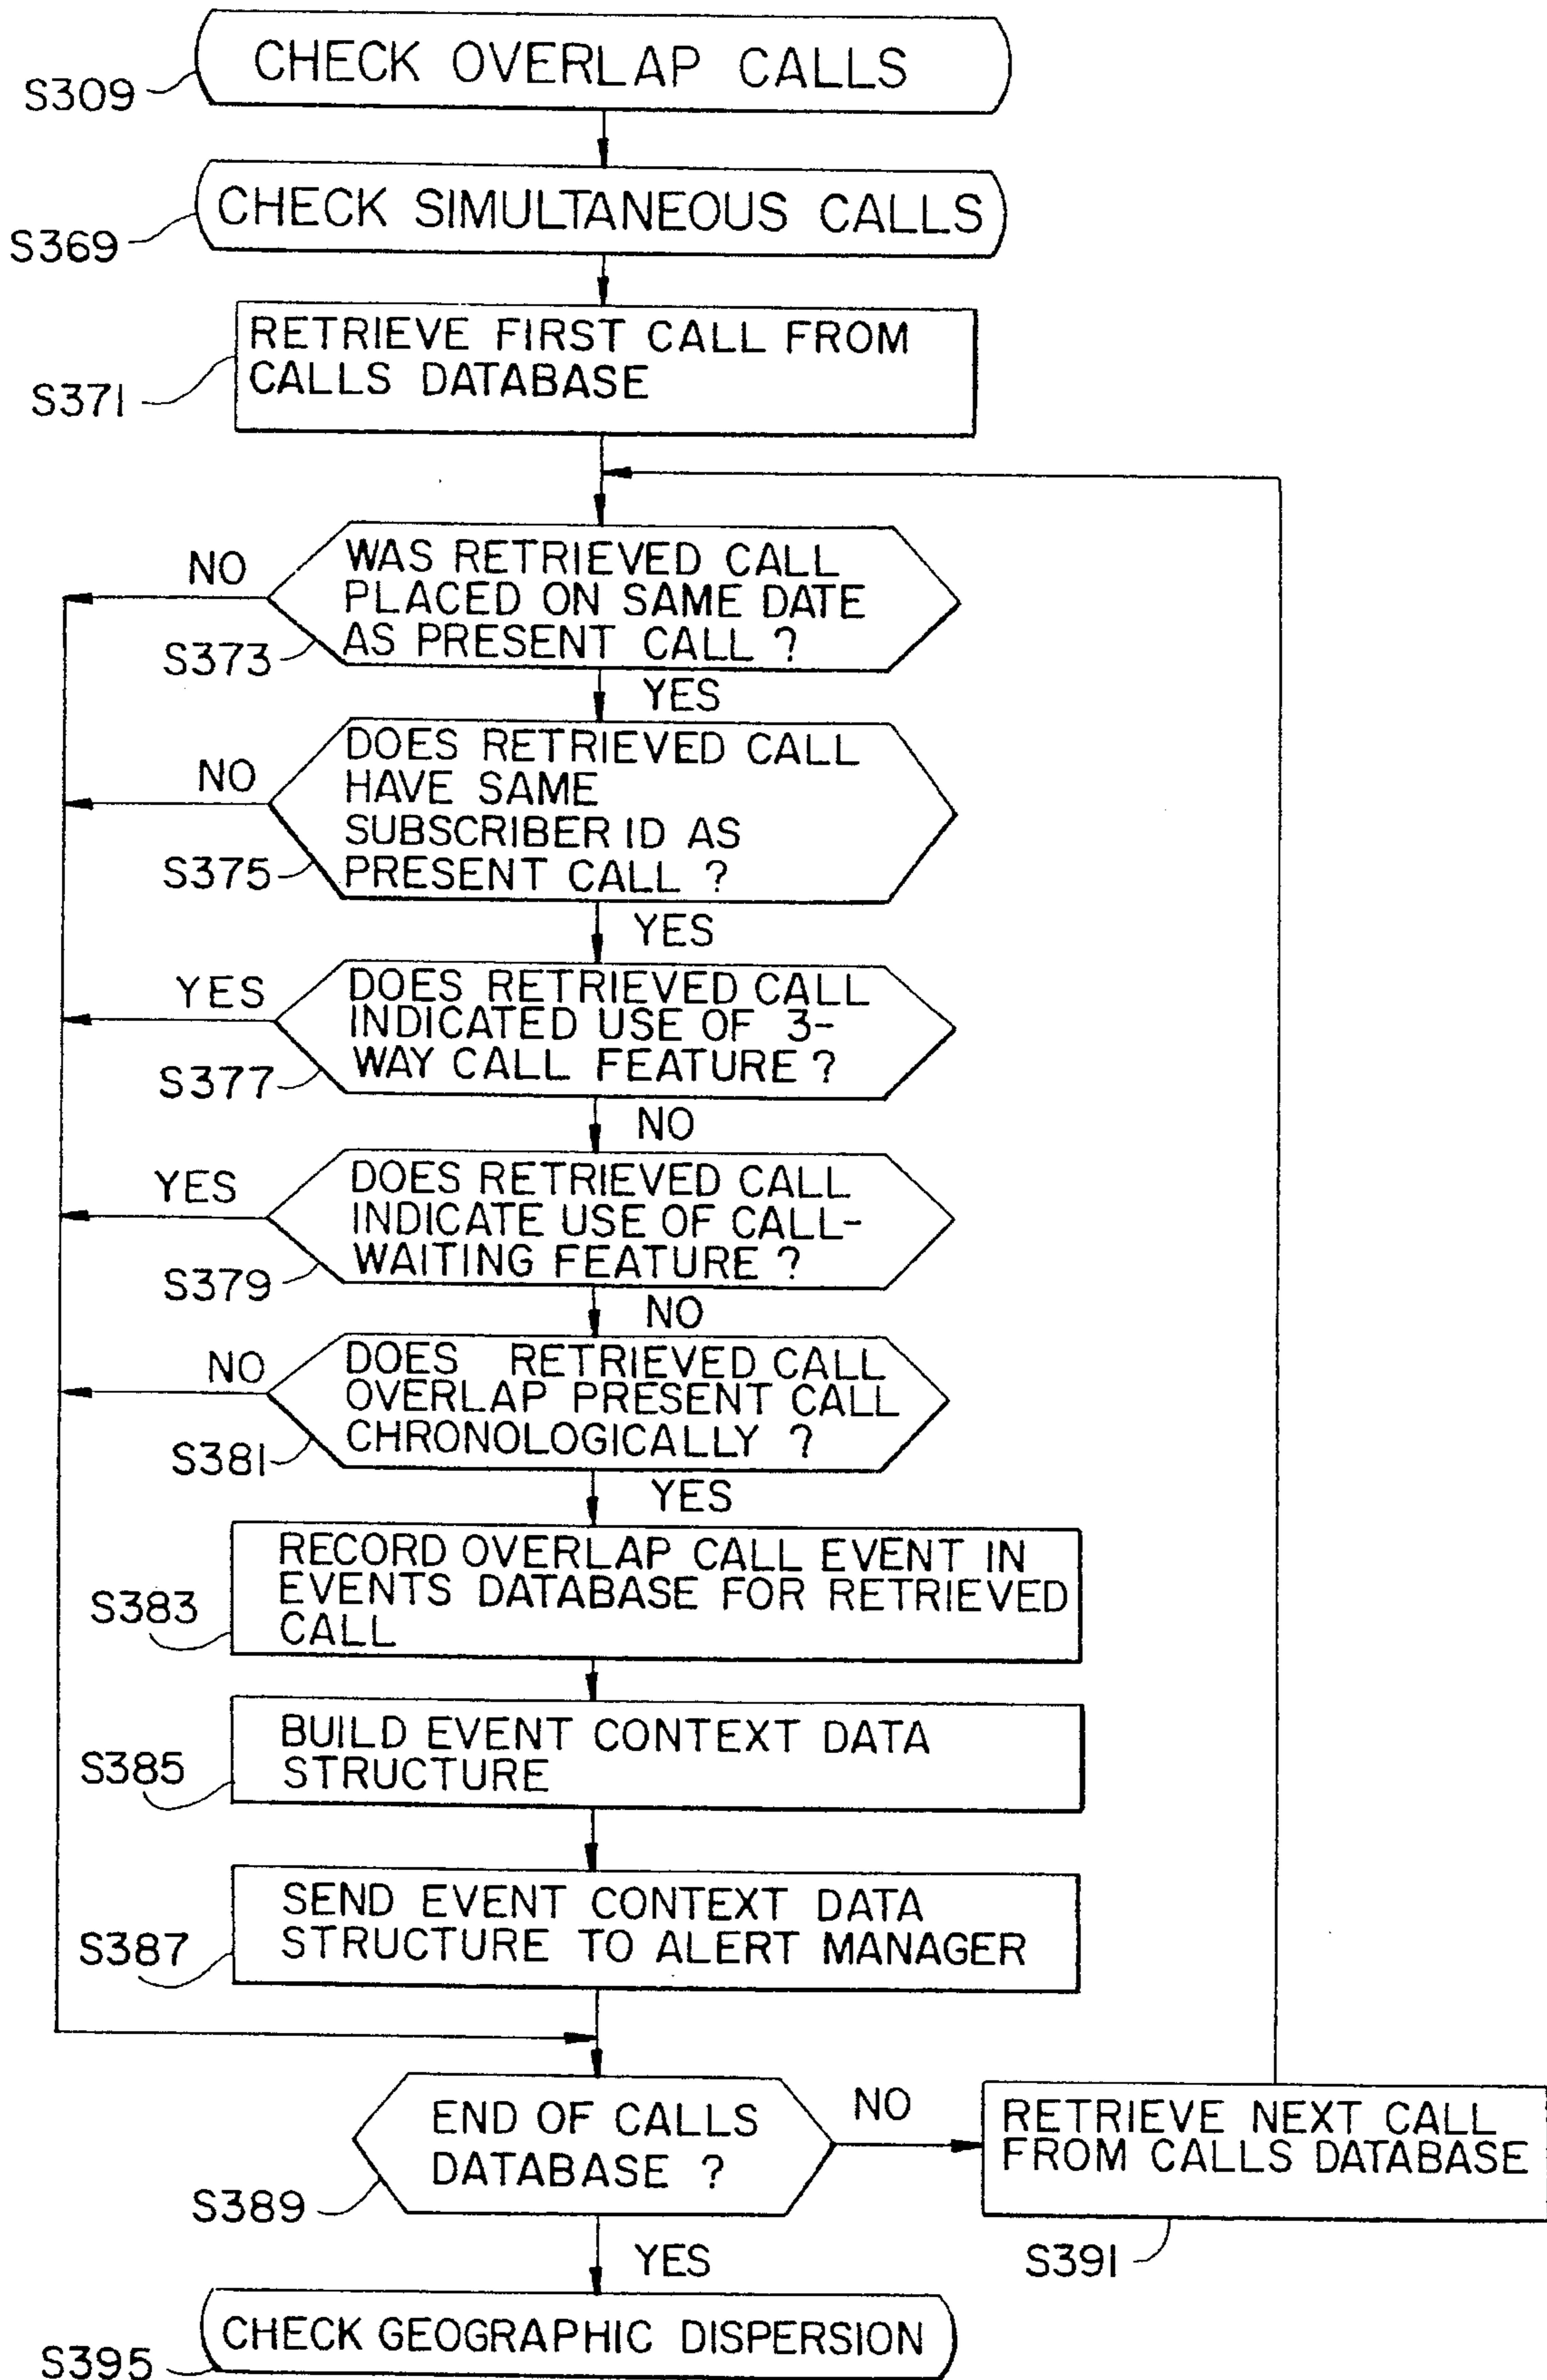 CHECK OVERLAP CALLS
S309
CHECK SIMULTANEOUS CALLS
S369
RETRIEVE FIRST CALL FROM
CALLS DATABASE
S371
WAS RETRIEVED CALL
PLACED ON SAME DATE
AS PRESENT CALL ?
NO
S373
YES
DOES RETRIEVED CALL
HAVE SAME
SUBSCRIBER ID AS
PRESENT CALL ?
NO
S375
YES
DOES RETRIEVED CALL
INDICATED USE OF 3-
WAY CALL FEATURE ?
YES
S377
NO
DOES RETRIEVED CALL
INDICATE USE OF CALL-
WAITING FEATURE ?
YES
S379
NO
DOES RETRIEVED CALL
OVERLAP PRESENT CALL
CHRONOLOGICALLY ?
NO
S381
YES
RECORD OVERLAP CALL EVENT IN
EVENTS DATABASE FOR RETRIEVED
CALL
S383
BUILD EVENT CONTEXT DATA
STRUCTURE
S385
SEND EVENT CONTEXT DATA
STRUCTURE TO ALERT MANAGER
S387
END OF CALLS
DATABASE ?
S389
NO
RETRIEVE NEXT CALL
FROM CALLS DATABASE
S391
YES
CHECK GEOGRAPHIC DISPERSION
S395